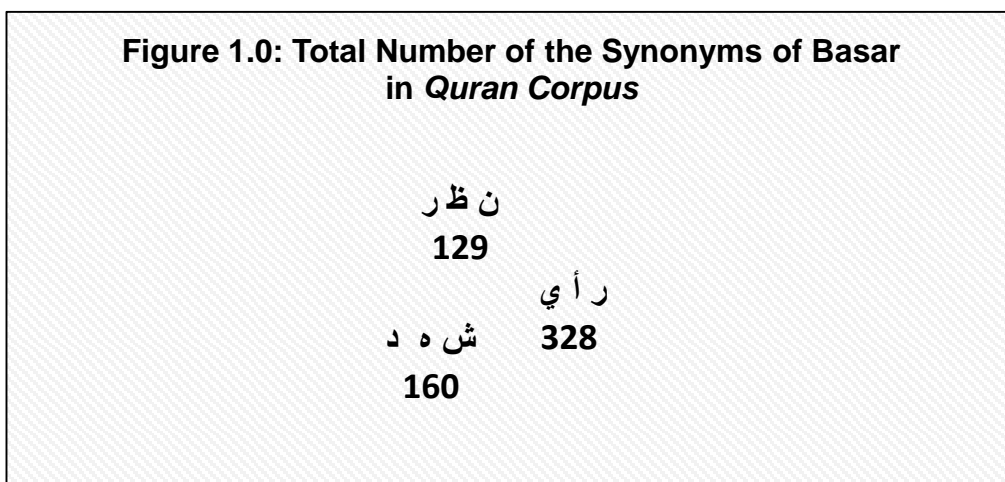 Figure 1.0: Total Number of the Synonyms of Basar
in Quran Corpus
ن ظ ر
129
ر أ ي
328
ش ه د
160